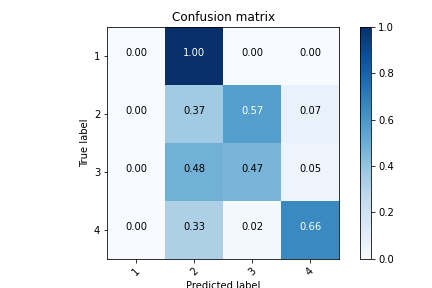 Confusion matrix
1.0
1 0.00 1.00 0.00 0.00
0.8
2 0.00 0.37 0.57 0.07
0.6
True label
0.4
3 0.00 0.48 0.47 0.05
0.2
4 0.00 0.33 0.02 0.66
0.0
1 2 3 4
Predicted label